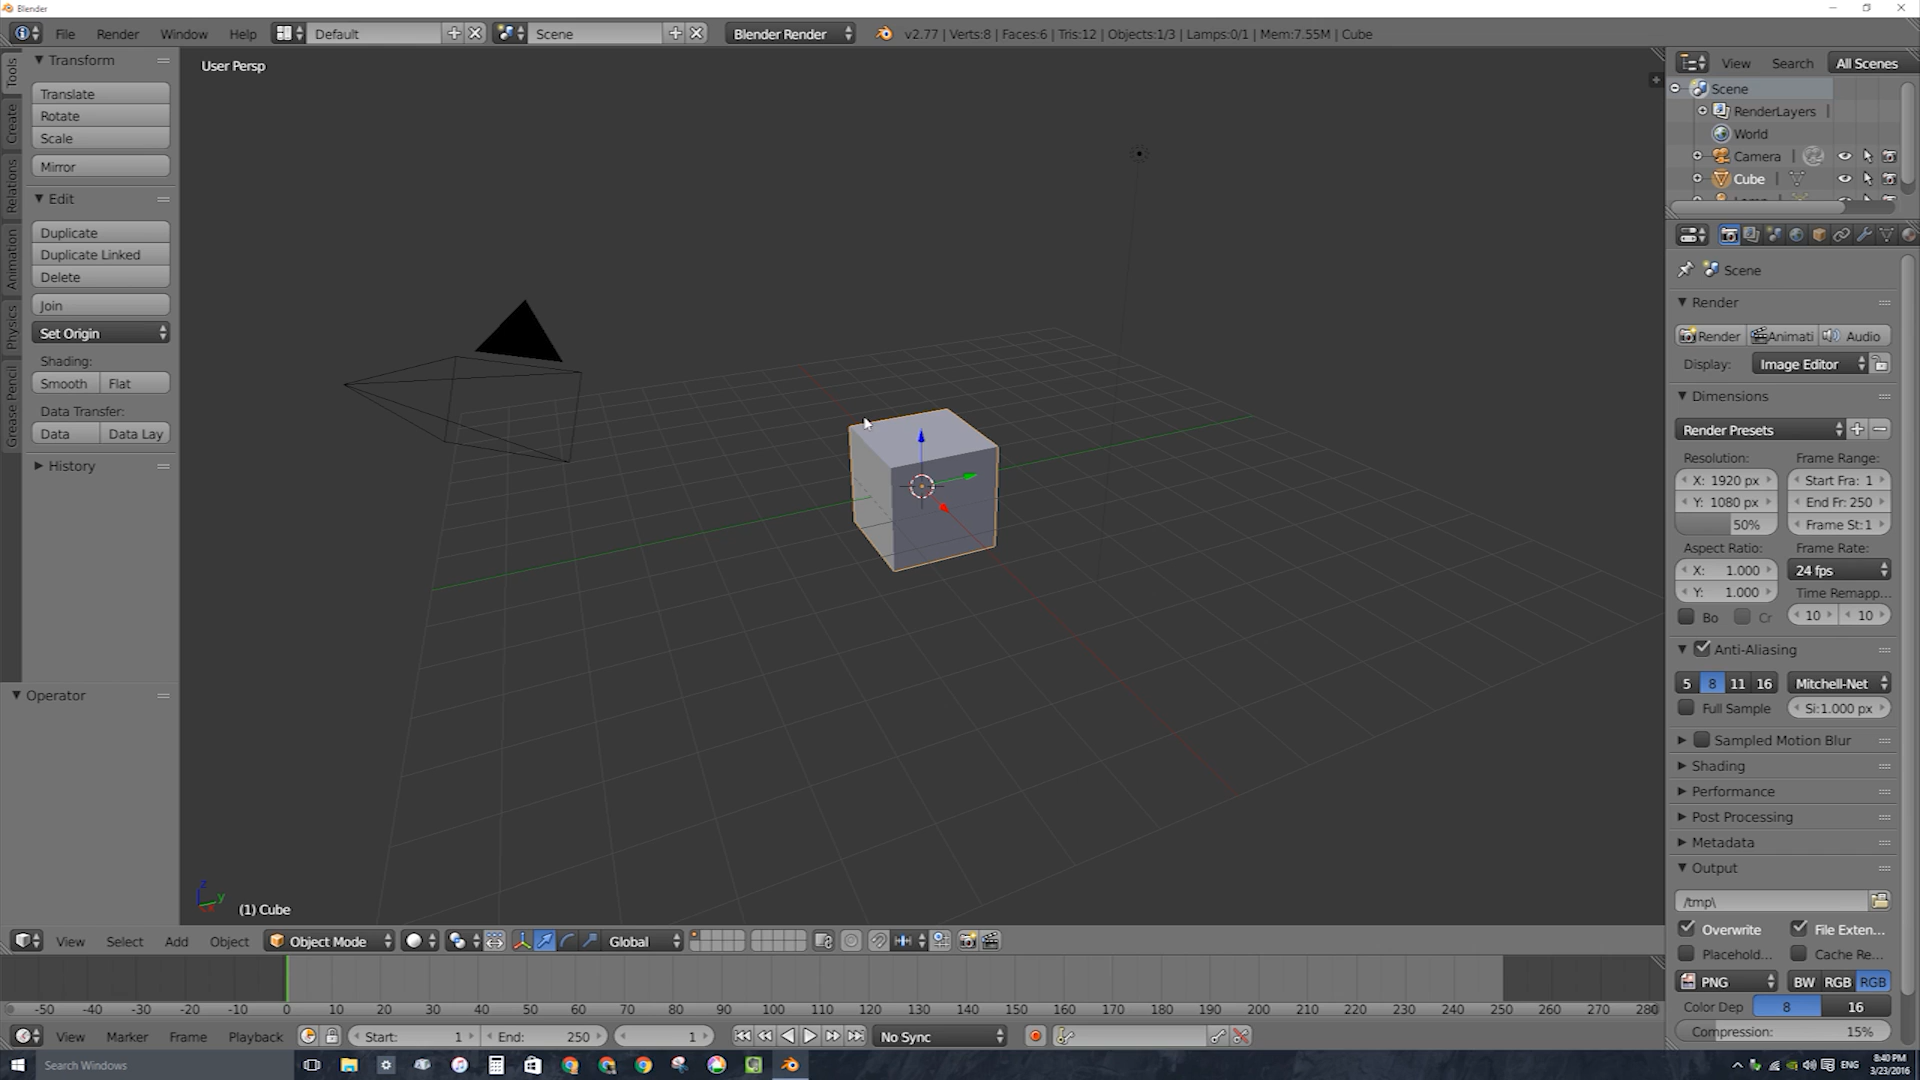 Blender
File Render Window Help Default Scene Blender Render v2.77 | Verts:8 | Faces:6 | Tris:12 | Objects:1/3 | Lamps:0/1 | Mem:7.55M | Cube
Tools
Create
Relations
Animation
Physics
Grease Pencil
Transform
Translate
Rotate
Scale
Mirror
Edit
Duplicate
Duplicate Linked
Delete
Join
Set Origin
Shading:
Smooth Flat
Data Transfer:
Data Data Lay
History
Operator
User Persp
z
y
(1) Cube
View Search All Scenes
Scene
RenderLayers
World
Camera
Cube
Scene
Render
Render Animati Audio
Display: Image Editor
Dimensions
Render Presets
Resolution: Frame Range:
X: 1920 px Start Fra: 1
Y: 1080 px End Fr: 250
50% Frame St:1
Aspect Ratio: Frame Rate:
X: 1.000 24 fps
Y: 1.000 Time Remapp...
Bo Cr 10 10
Anti-Aliasing
5 8 11 16 Mitchell-Net
Full Sample Si:1.000 px
Sampled Motion Blur
Shading
Performance
Post Processing
Metadata
Output
/tmp\
Overwrite File Exten...
Placehold... Cache Re...
PNG BW RGB RGB
Color Dep 8 16
Compression: 15%
View Select Add Object Object Mode Global
-50 -40 -30 -20 -10 0 10 20 30 40 50 60 70 80 90 100 110 120 130 140 150 160 170 180 190 200 210 220 230 240 250 260 270 280
View Marker Frame Playback Start: 1 End: 250 1 No Sync
Search Windows
ENG
8:40 PM
3/23/2016